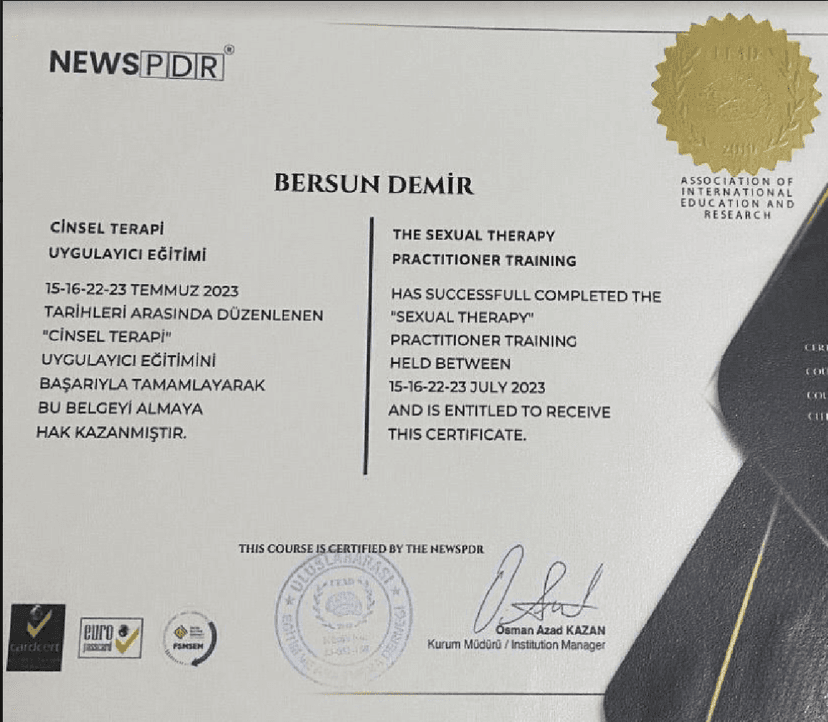 NEWSPDR®
ASSOCIATION OF
INTERNATIONAL
EDUCATION AND
RESEARCH
BERSUN DEMİR
CİNSEL TERAPİ
UYGULAYICI EĞİTİMİ
15-16-22-23 TEMMUZ 2023
TARİHLERİ ARASINDA DÜZENLENEN
"CİNSEL TERAPİ"
UYGULAYICI EĞİTİMİNİ
BAŞARIYLA TAMAMLAYARAK
BU BELGEYİ ALMAYA
HAK KAZANMIŞTIR.
THE SEXUAL THERAPY
PRACTITIONER TRAINING
HAS SUCCESSFULL COMPLETED THE
"SEXUAL THERAPY"
PRACTITIONER TRAINING
HELD BETWEEN
15-16-22-23 JULY 2023
AND IS ENTITLED TO RECEIVE
THIS CERTIFICATE.
THIS COURSE IS CERTIFIED BY THE NEWSPDR
ULUSLARARASI
Osman Azad KAZAN
Kurum Müdürü / Institution Manager
cardcert
euro
passcard
FSMSEM